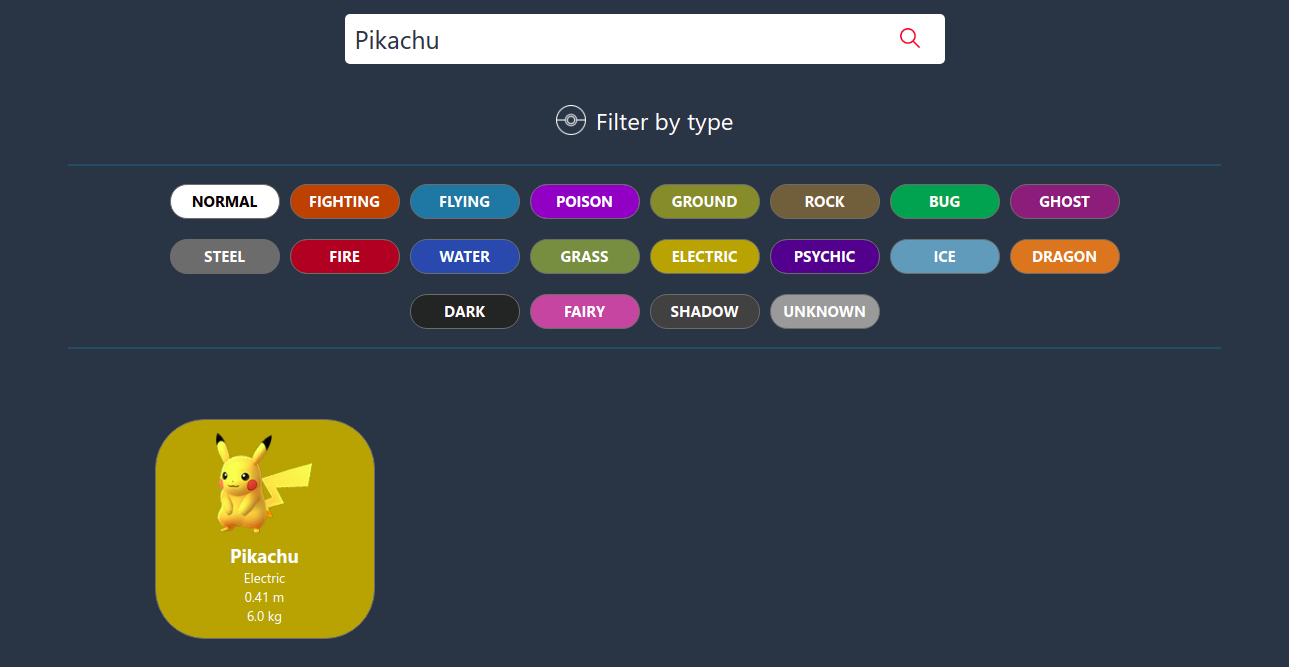 Pikachu
Filter by type
NORMAL FIGHTING FLYING POISON GROUND ROCK BUG GHOST
STEEL FIRE WATER GRASS ELECTRIC PSYCHIC ICE DRAGON
DARK FAIRY SHADOW UNKNOWN
Pikachu
Electric
0.41 m
6.0 kg